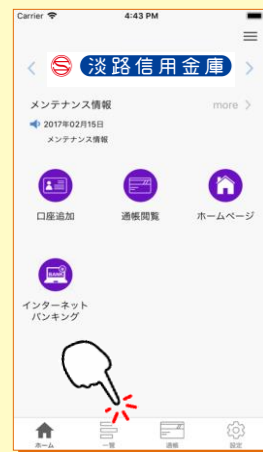 Carrier 4:43 PM
淡路信用金庫
メンテナンス情報 more
2017年02月15日
メンテナンス情報
口座追加 通帳閲覧 ホームページ
BANK
インターネット
バンキング
ホーム 一覧 通帳 設定